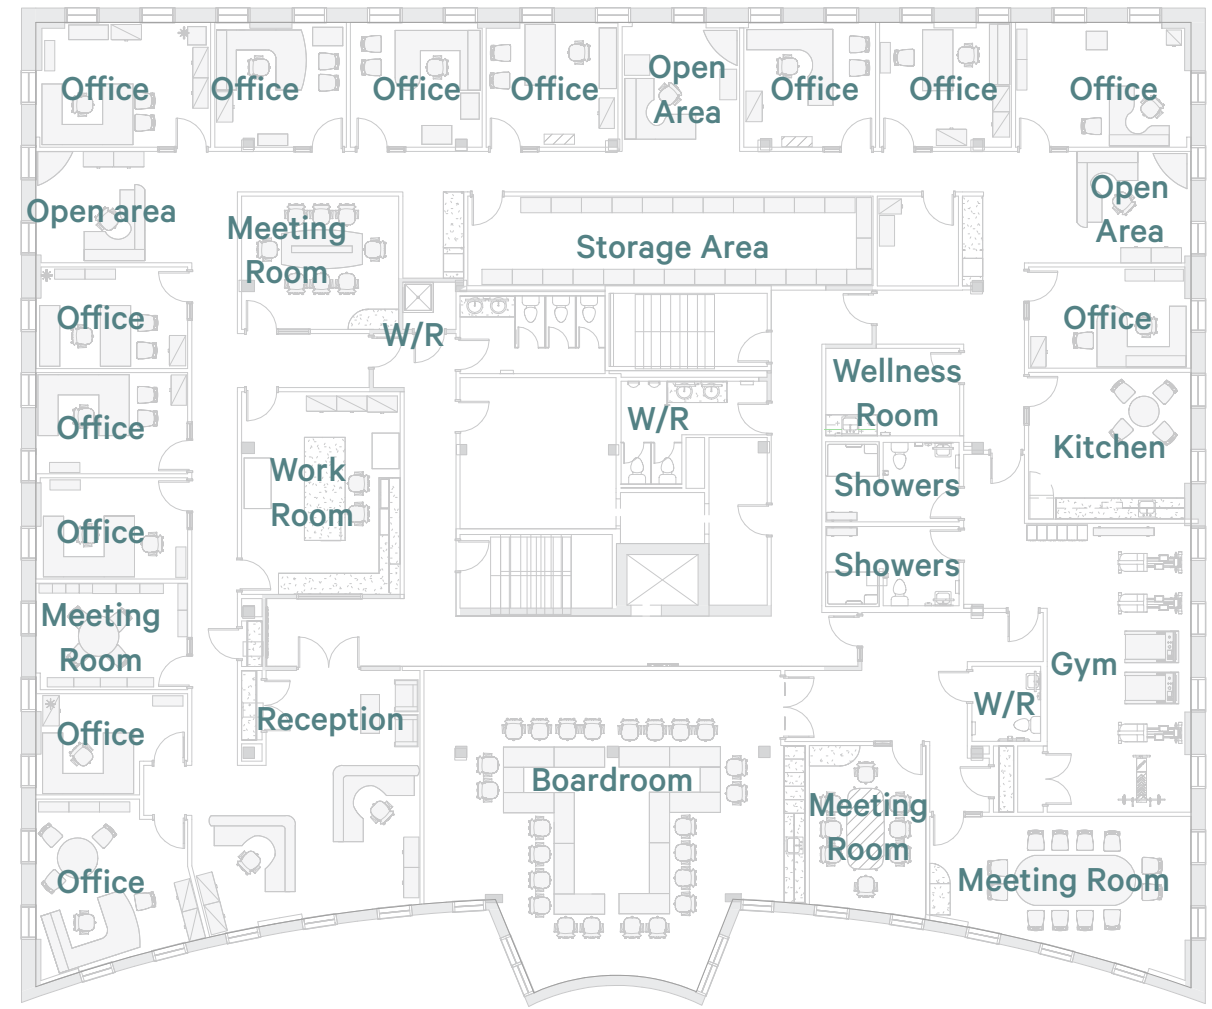 Office
Office
Office
Office
Open
Area
Office
Office
Office
Open area
Meeting
Room
Storage Area
Open
Area
Office
W/R
Office
Wellness
Room
Office
W/R
Kitchen
Work
Room
Showers
Office
Showers
Meeting
Room
Gym
Reception
W/R
Office
Boardroom
Meeting
Room
Office
Meeting Room